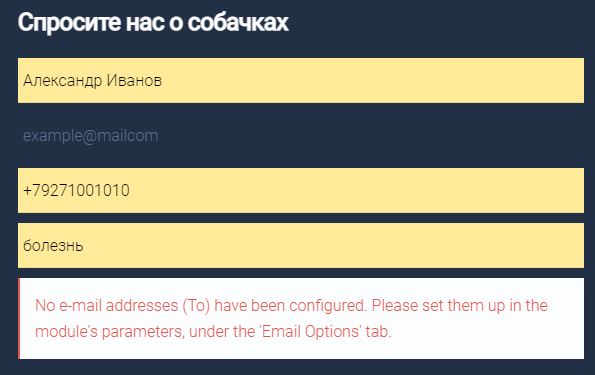 Спросите нас о собачках
Александр Иванов
example@mailcom
+79271001010
болезнь
No e-mail addresses (To) have been configured. Please set them up in the
module's parameters, under the 'Email Options' tab.